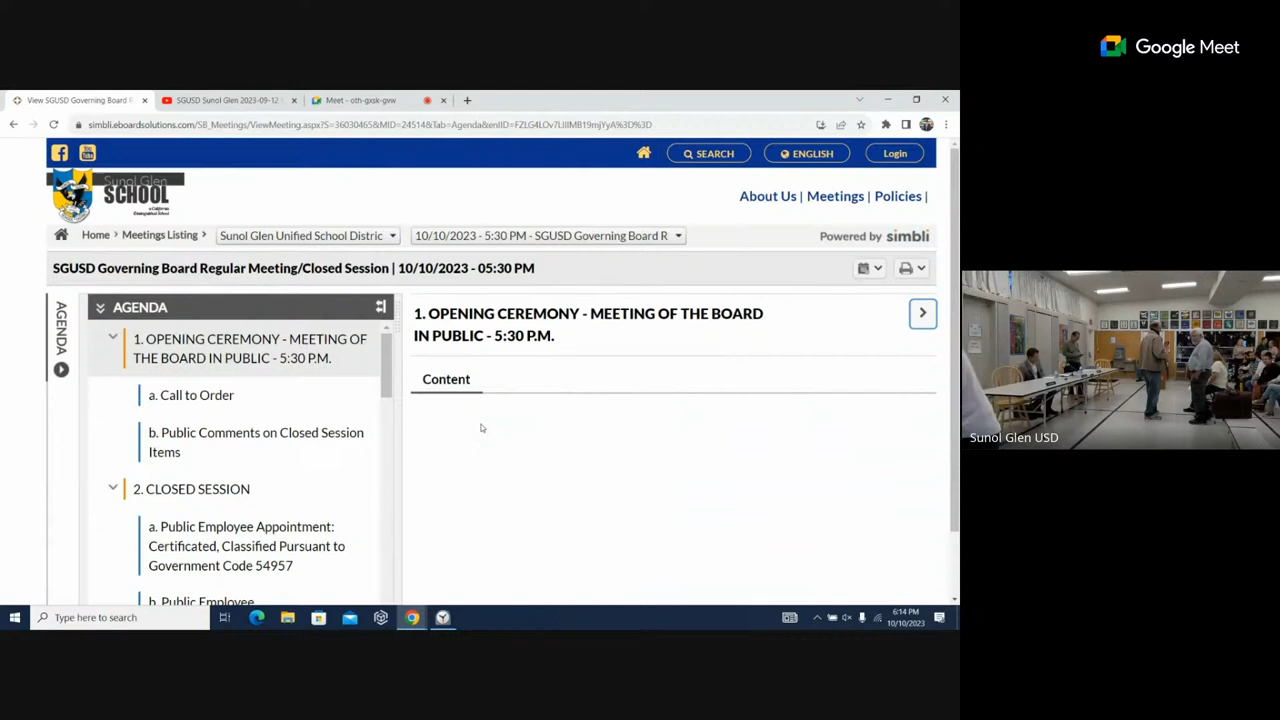 Google Meet
View SGUSD Governing Board R
SGUSD Sunol Glen 2023-09-12
Meet - oth-gxsk-gvw
simbli.eboardsolutions.com/SB_Meetings/ViewMeeting.aspx?S=36030465&MID=24514&Tab=Agenda&enIID=FZLG4LOv7LIIIMB19mjYyA%3D%3D
SEARCH
ENGLISH
Login
Sunol Glen
SCHOOL
About Us | Meetings | Policies |
Home
Meetings Listing
Sunol Glen Unified School Distric
10/10/2023 - 5:30 PM - SGUSD Governing Board R
Powered by simbli
SGUSD Governing Board Regular Meeting/Closed Session | 10/10/2023 - 05:30 PM
AGENDA
AGENDA
1. OPENING CEREMONY - MEETING OF
THE BOARD IN PUBLIC - 5:30 P.M.
a. Call to Order
b. Public Comments on Closed Session
Items
2. CLOSED SESSION
a. Public Employee Appointment:
Certificated, Classified Pursuant to
Government Code 54957
b. Public Employee
1. OPENING CEREMONY - MEETING OF THE BOARD
IN PUBLIC - 5:30 P.M.
Content
Sunol Glen USD
Type here to search
6:14 PM
10/10/2023